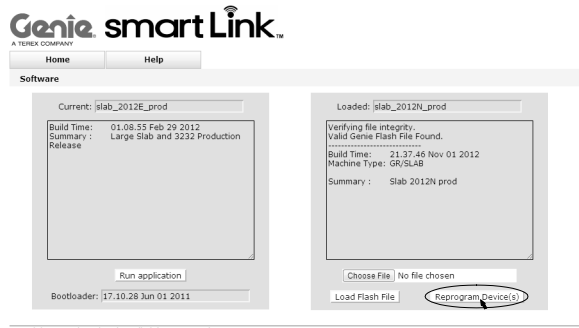 Genie. smart Link™
A TEREX COMPANY
Home Help
Software
Current: slab_2012E_prod
Build Time: 01.08.55 Feb 29 2012
Summary : Large Slab and 3232 Production
Release
Run application
Bootloader: 17.10.28 Jun 01 2011
Loaded: slab_2012N_prod
Verifying file integrity.
Valid Genie Flash File Found.
----------------------------
Build Time: 21.37.46 Nov 01 2012
Machine Type: GR/SLAB
Summary : Slab 2012N prod
Choose File No file chosen
Load Flash File Reprogram Device(s)